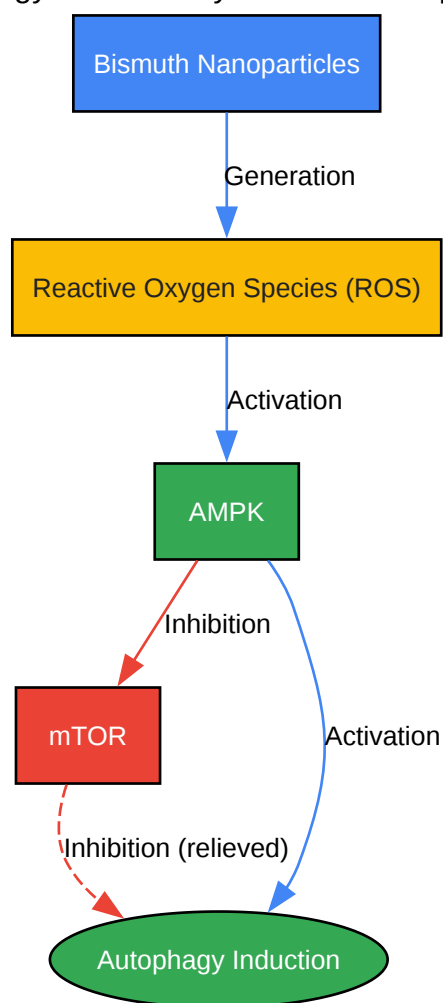 Bismuth Nanoparticles
Generation
Reactive Oxygen Species (ROS)
Activation
AMPK
Inhibition
mTOR
Activation
Inhibition (relieved)
Autophagy Induction